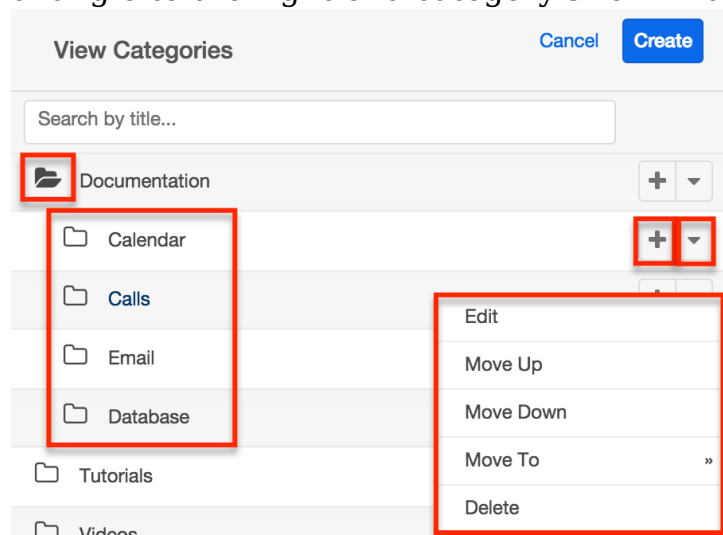 View Categories
Cancel
Create
Search by title...
Documentation
Calendar
Calls
Email
Database
Tutorials
Videos
Edit
Move Up
Move Down
Move To »
Delete